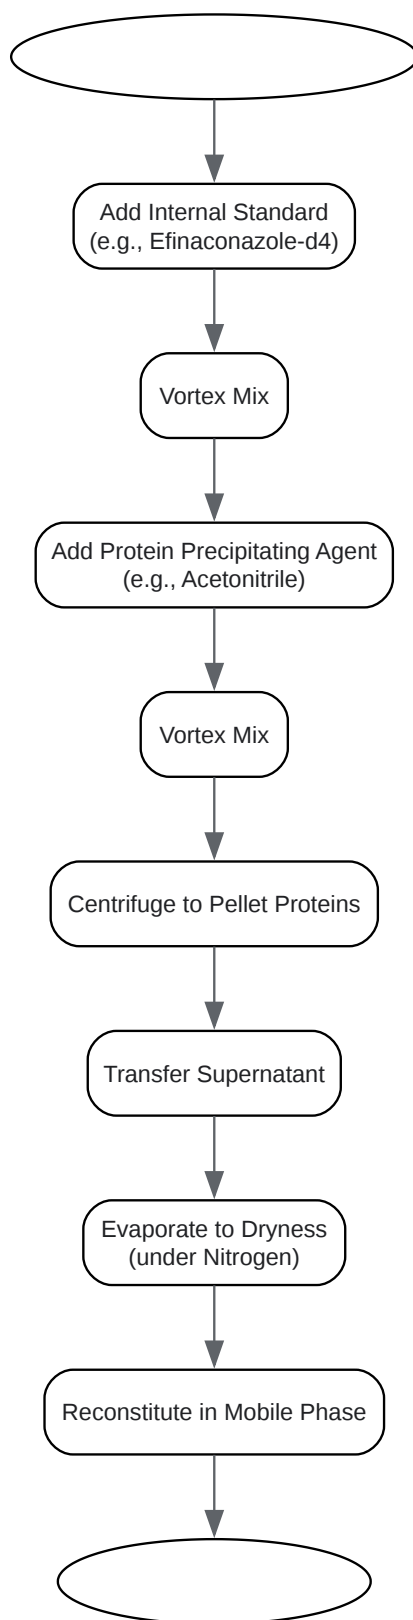 Add Internal Standard
(e.g., Efinaconazole-d4)
Vortex Mix
Add Protein Precipitating Agent
(e.g., Acetonitrile)
Vortex Mix
Centrifuge to Pellet Proteins
Transfer Supernatant
Evaporate to Dryness
(under Nitrogen)
Reconstitute in Mobile Phase